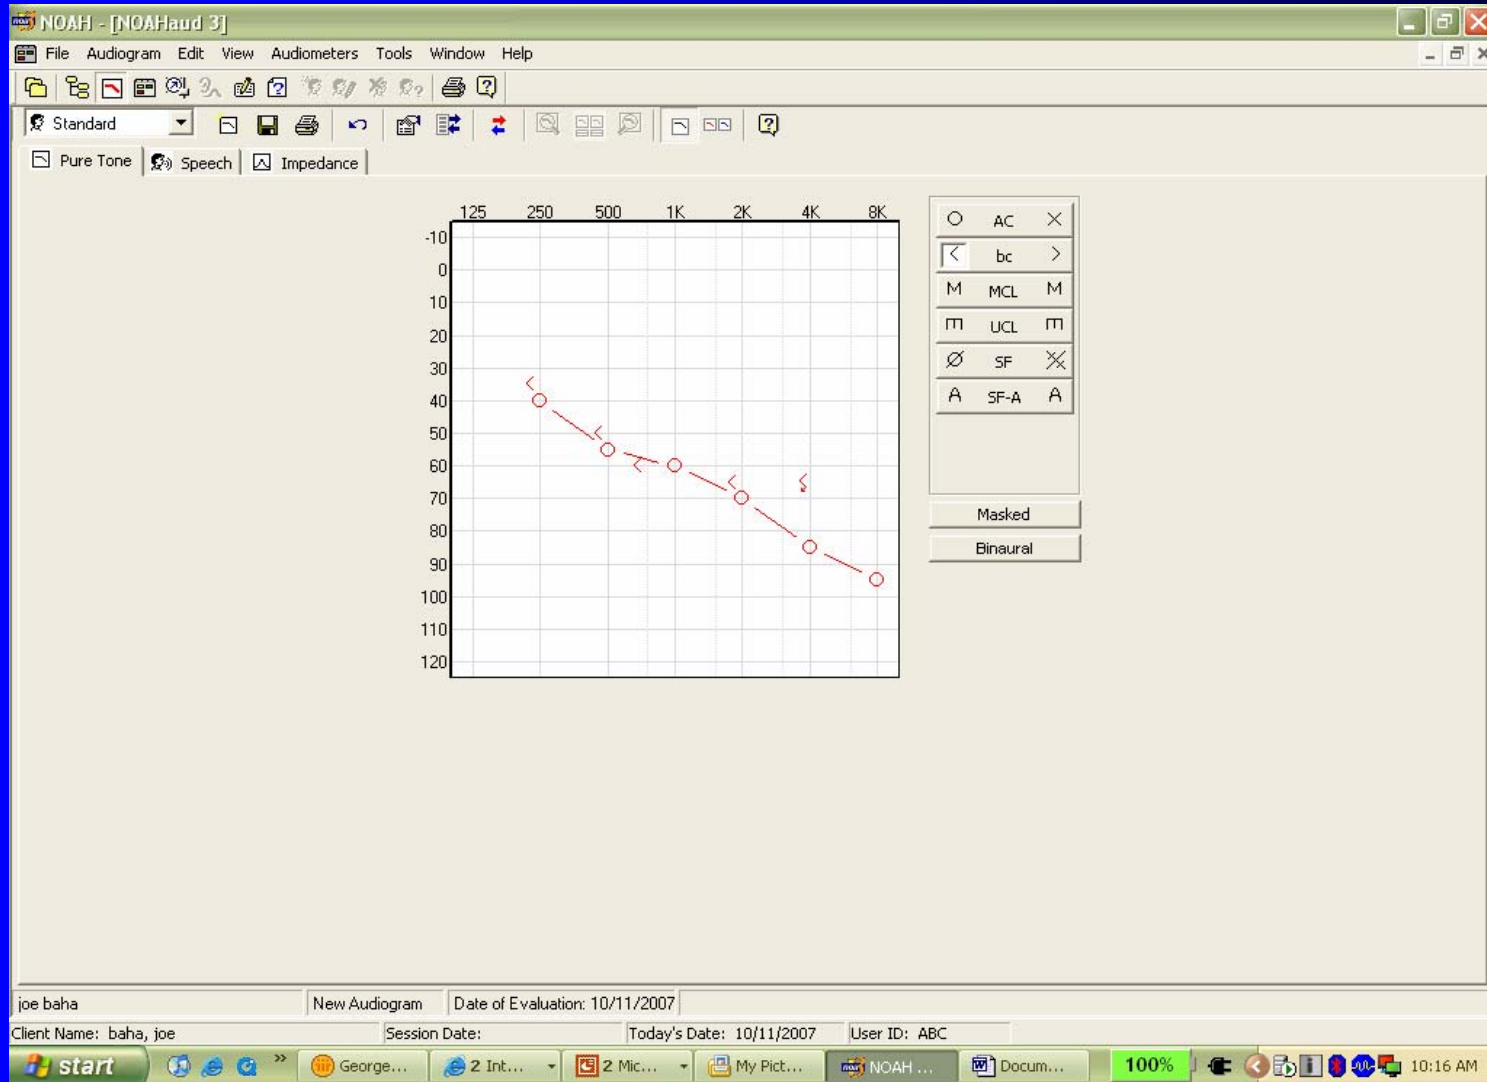 NOAH - [NOAHaud 3]
File Audiogram Edit View Audiometers Tools Window Help
Standard
Pure Tone Speech Impedance
125 250 500 1K 2K 4K 8K
-10
0
10
20
30
40
50
60
70
80
90
100
110
120
AC
bc
M MCL M
UCL
SF
A SF-A A
Masked
Binaural
joe baha New Audiogram Date of Evaluation: 10/11/2007
Client Name: baha, joe Session Date: Today's Date: 10/11/2007 User ID: ABC
start George... 2 Int... 2 Mic... My Pict... NOAH ... Docum... 100% 10:16 AM